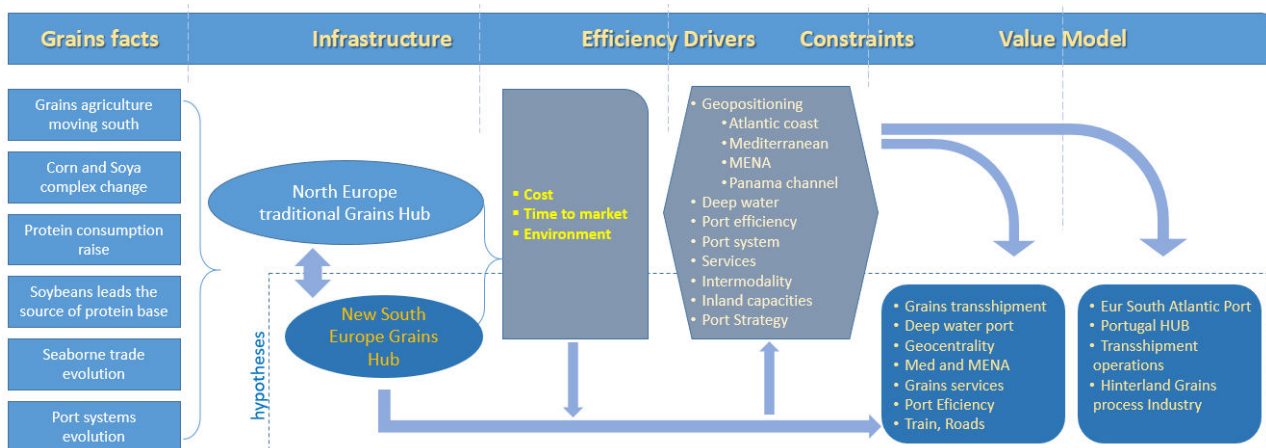 Grains facts
Infrastructure
Efficiency Drivers
Constraints
Value Model
Grains agriculture
moving south
Corn and Soya
complex change
Protein consumption
raise
Soybeans leads the
source of protein base
Seaborne trade
evolution
Port systems
evolution
North Europe
traditional Grains Hub
New South
Europe Grains
Hub
hypotheses
▪ Cost
▪ Time to market
▪ Environment
• Geopositioning
• Atlantic coast
• Mediterranean
• MENA
• Panama channel
• Deep water
• Port efficiency
• Port system
• Services
• Intermodality
• Inland capacities
• Port Strategy
• Grains transshipment
• Deep water port
• Geocentrality
• Med and MENA
• Grains services
• Port Eficiency
• Train, Roads
• Eur South Atlantic Port
• Portugal HUB
• Transshipment
operations
• Hinterland Grains
process Industry